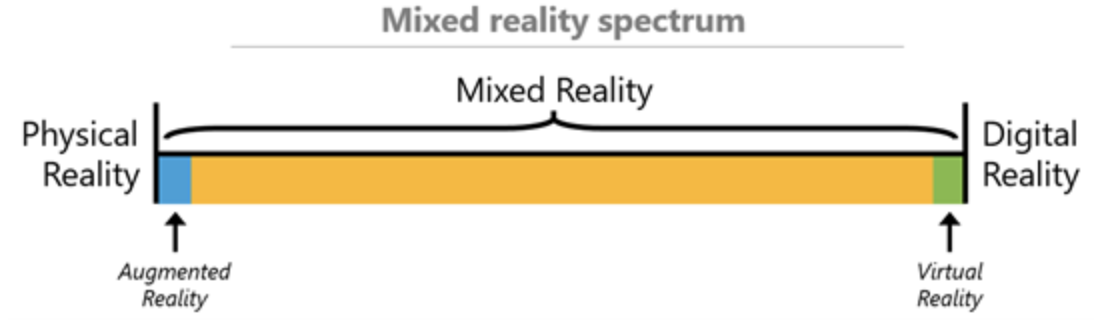 Mixed reality spectrum
Mixed Reality
Physical
Reality
Digital
Reality
Augmented
Reality
Virtual
Reality